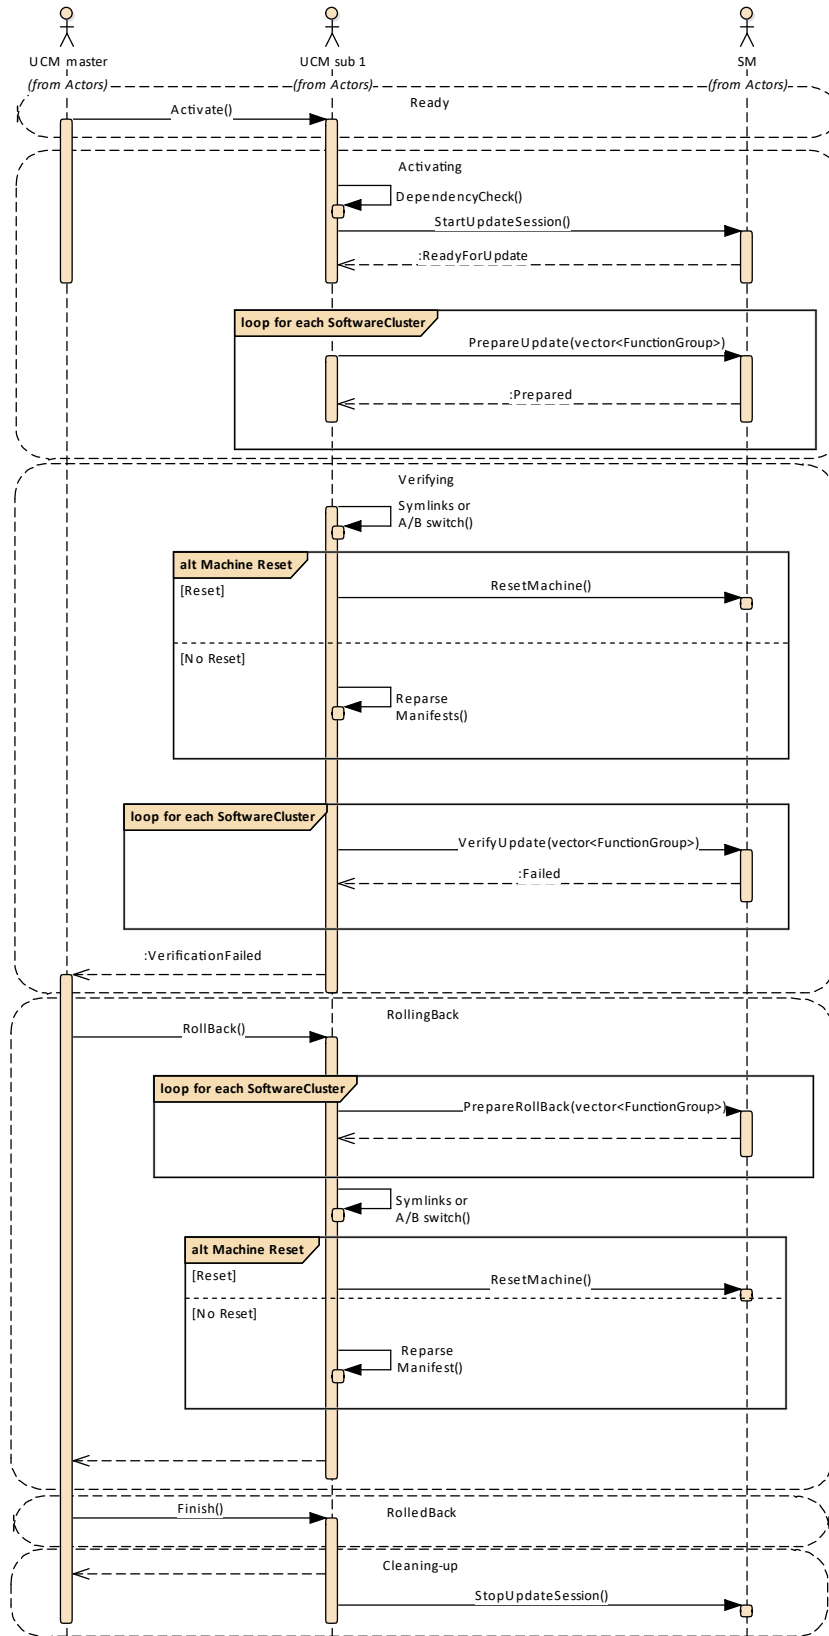 UCM master
UCM sub 1
SM
(from Actors)
(from Actors)
(from Actors)
Ready
Activate()
Activating
DependencyCheck()
StartUpdateSession()
:ReadyForUpdate
loop for each SoftwareCluster
PrepareUpdate(vector<FunctionGroup>)
:Prepared
Verifying
Symlinks or
A/B switch()
alt Machine Reset
[Reset]
ResetMachine()
[No Reset]
Reparse
Manifests()
loop for each SoftwareCluster
VerifyUpdate(vector<FunctionGroup>)
:Failed
:VerificationFailed
RollingBack
RollBack()
loop for each SoftwareCluster
PrepareRollBack(vector<FunctionGroup>)
Symlinks or
A/B switch()
alt Machine Reset
[Reset]
ResetMachine()
[No Reset]
Reparse
Manifest()
Finish()
RolledBack
Cleaning-up
StopUpdateSession()